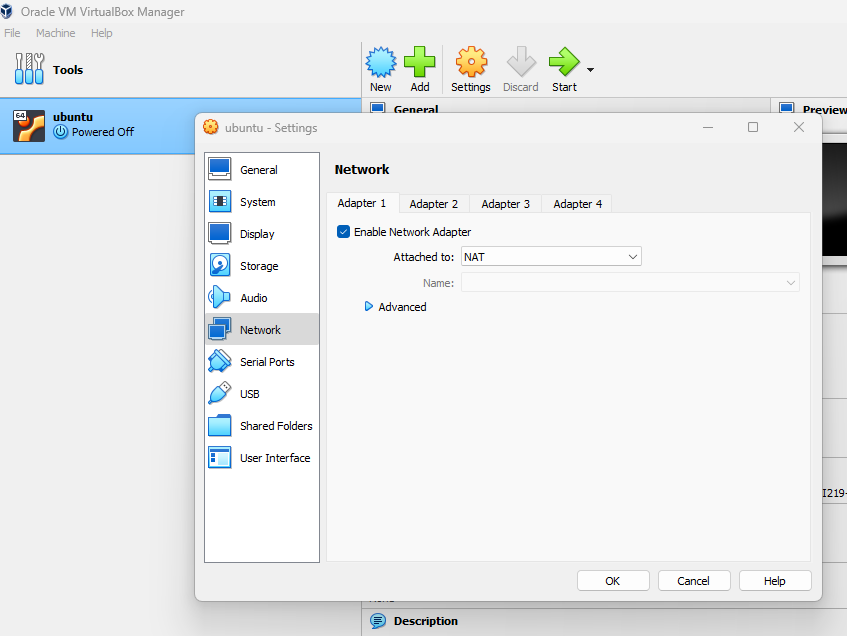 Oracle VM VirtualBox Manager
File Machine Help
Tools
New Add Settings Discard Start
64
ubuntu
Powered Off
General
Preview
ubuntu - Settings
General
System
Display
Storage
Audio
Network
Serial Ports
USB
Shared Folders
User Interface
Network
Adapter 1 Adapter 2 Adapter 3 Adapter 4
Enable Network Adapter
Attached to: NAT
Name:
Advanced
I219-
OK Cancel Help
Description